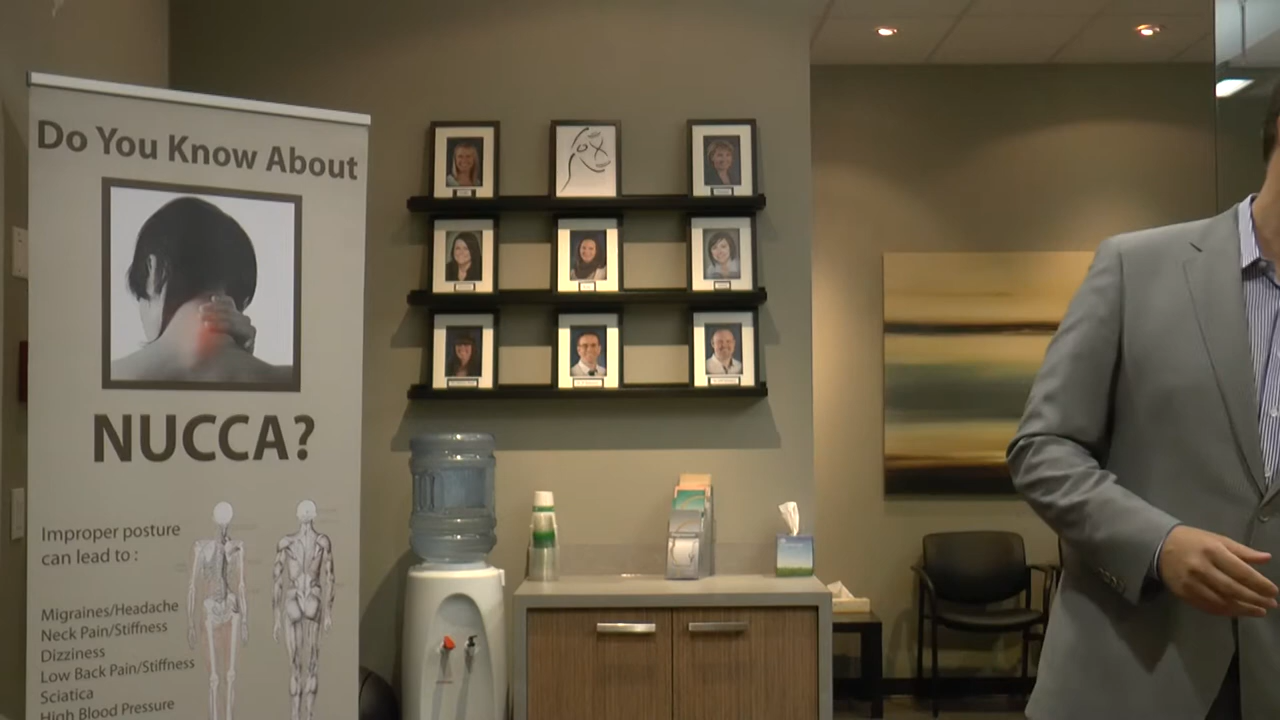 Do You Know About
NUCCA?
Improper posture
can lead to :
Migraines/Headache
Neck Pain/Stiffness
Dizziness
Low Back Pain/Stiffness
Sciatica
High Blood Pressure